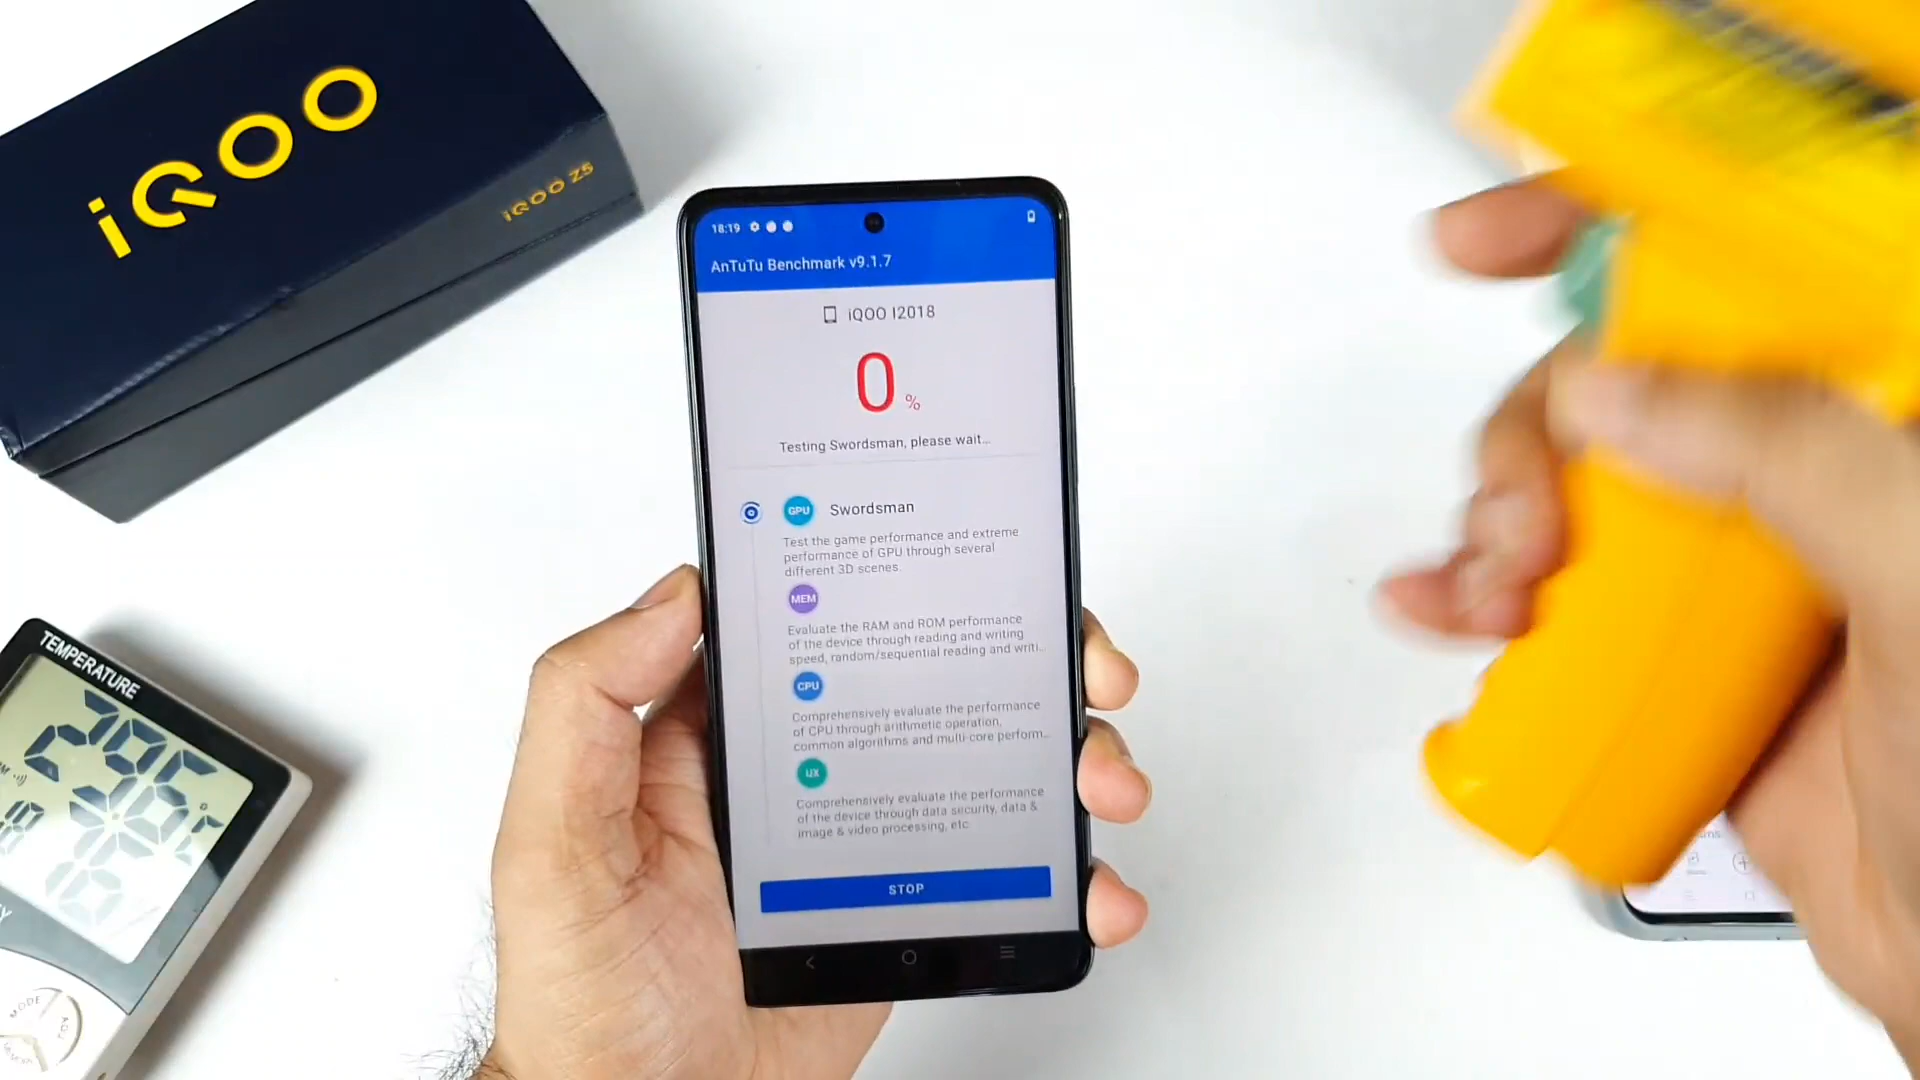 iQOO
iQOO Z5
18:19
AnTuTu Benchmark v9.1.7
iQOO I2018
0 %
Testing Swordsman, please wait...
GPU Swordsman
Test the game performance and extreme
performance of GPU through several
different 3D scenes.
MEM
Evaluate the RAM and ROM performance
of the device through reading and writing
speed, random/sequential reading and writi...
CPU
Comprehensively evaluate the performance
of CPU through arithmetic operation,
common algorithms and multi-core perform...
UX
Comprehensively evaluate the performance
of the device through data security, data &
image & video processing, etc
STOP
TEMPERATURE
MODE
ADJ
MEMORY